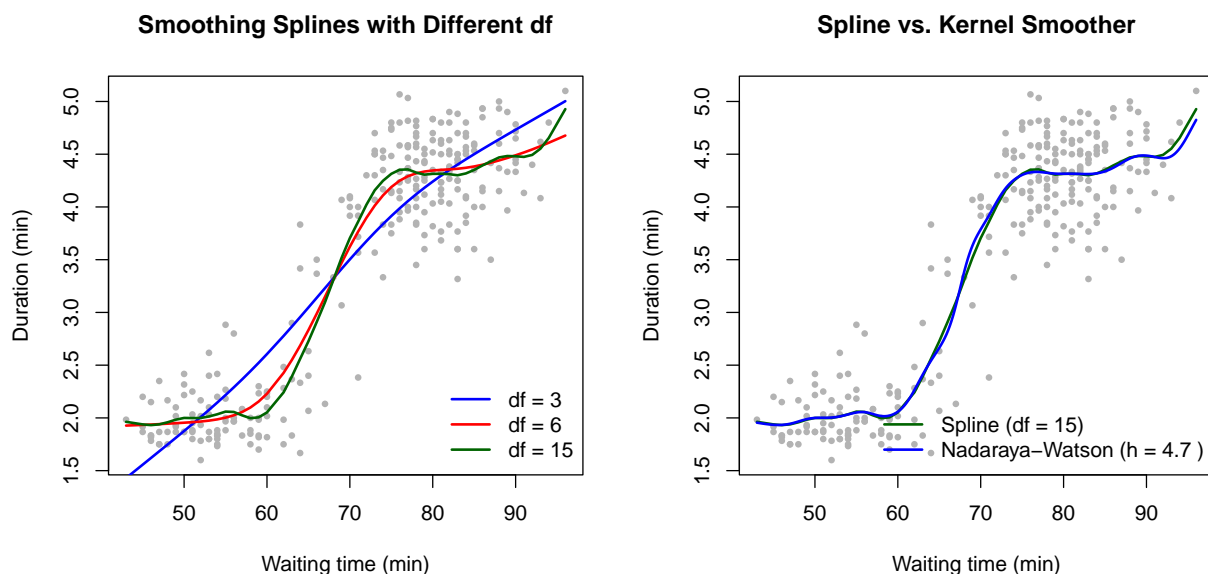 Smoothing Splines with Different df
Duration (min)
5.0
4.5
4.0
3.5
3.0
2.5
2.0
1.5
50 60 70 80 90
Waiting time (min)
df = 3
df = 6
df = 15
Spline vs. Kernel Smoother
Duration (min)
5.0
4.5
4.0
3.5
3.0
2.5
2.0
1.5
50 60 70 80 90
Waiting time (min)
Spline (df = 15)
Nadaraya−Watson (h = 4.7 )